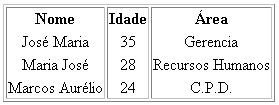 Nome Idade Área
José Maria 35 Gerencia
Maria José 28 Recursos Humanos
Marcos Aurélio 24 C.P.D.